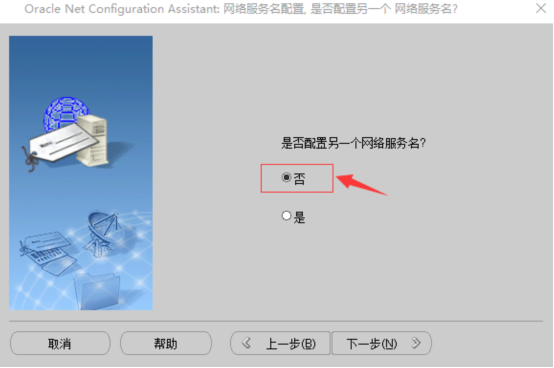 Oracle Net Configuration Assistant: 网络服务名配置, 是否配置另一个 网络服务名?
是否配置另一个网络服务名?
否
是
取消 帮助 上一步(B) 下一步(N)